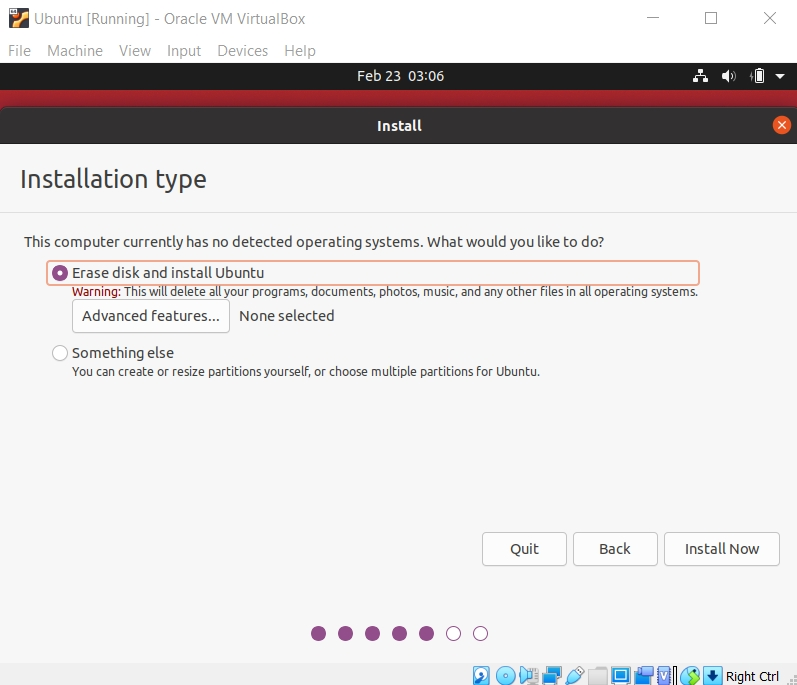 Ubuntu [Running] - Oracle VM VirtualBox
File Machine View Input Devices Help
Feb 23 03:06
Install
Installation type
This computer currently has no detected operating systems. What would you like to do?
Erase disk and install Ubuntu
Warning: This will delete all your programs, documents, photos, music, and any other files in all operating systems.
Advanced features... None selected
Something else
You can create or resize partitions yourself, or choose multiple partitions for Ubuntu.
Quit Back Install Now
Right Ctrl